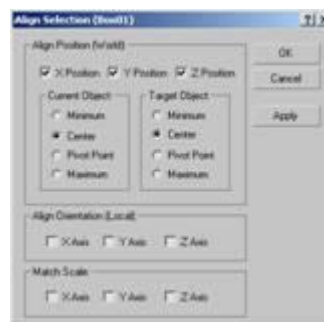 Align Selection (Box01)
Align Position (World)
X Position Y Position Z Position
Current Object Target Object
Minimum Minimum
Center Center
Pivot Point Pivot Point
Maximum Maximum
Align Orientation (Local)
X Axis Y Axis Z Axis
Match Scale
X Axis Y Axis Z Axis
OK
Cancel
Apply